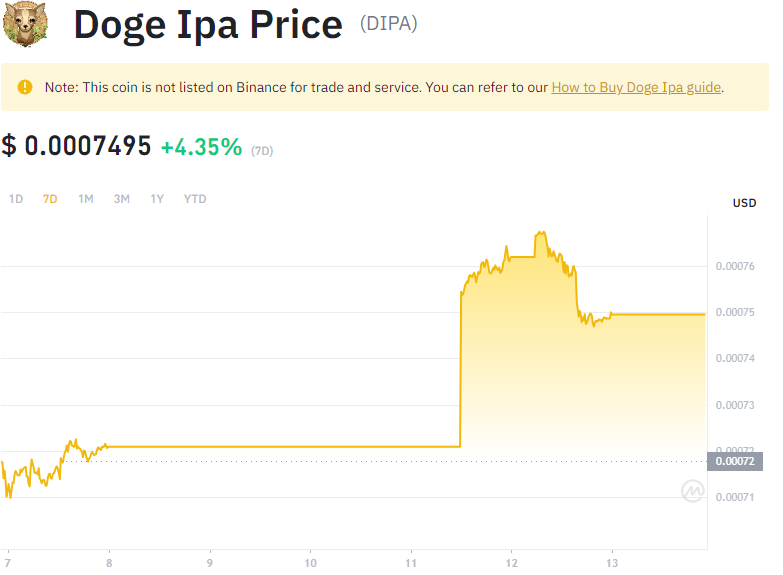 Doge Ipa Price (DIPA)
Note: This coin is not listed on Binance for trade and service. You can refer to our How to Buy Doge Ipa guide.
$ 0.0007495 +4.35% (7D)
1D 7D 1M 3M 1Y YTD
USD
0.00076
0.00075
0.00074
0.00073
0.00072
0.00072
0.00071
7 8 9 10 11 12 13